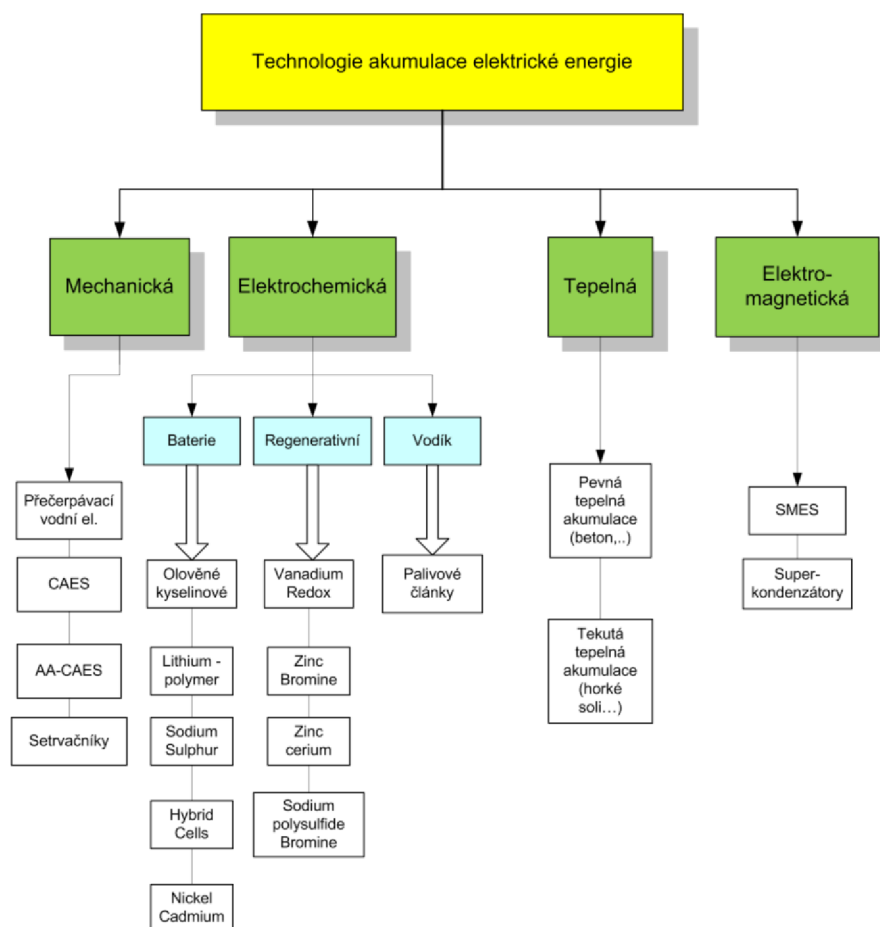 Technologie akumulace elektrické energie
Mechanická
Elektrochemická
Tepelná
Elektro-
magnetická
Baterie
Regenerativní
Vodík
Přečerpávací
vodní el.
CAES
AA-CAES
Setrvačníky
Olověné
kyselinové
Lithium -
polymer
Sodium
Sulphur
Hybrid
Cells
Nickel
Cadmium
Vanadium
Redox
Zinc
Bromine
Zinc
cerium
Sodium
polysulfide
Bromine
Palivové
články
Pevná
tepelná
akumulace
(beton,..)
Tekutá
tepelná
akumulace
(horké
soli…)
SMES
Super-
kondenzátory